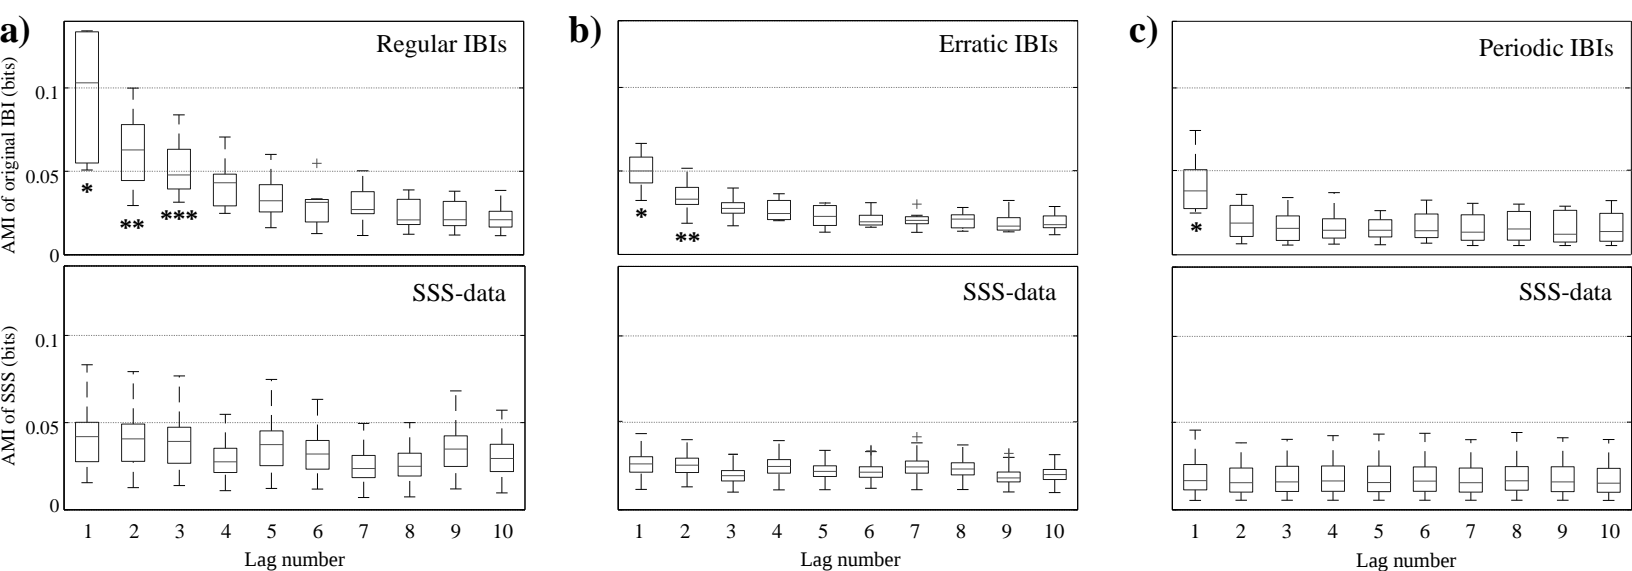 a)
Regular IBIs
AMI of original IBI (bits)
0.1
0.05
0
*
**
***
b)
Erratic IBIs
*
**
c)
Periodic IBIs
*
SSS-data
AMI of SSS (bits)
0.1
0.05
0
1 2 3 4 5 6 7 8 9 10
Lag number
SSS-data
1 2 3 4 5 6 7 8 9 10
Lag number
SSS-data
1 2 3 4 5 6 7 8 9 10
Lag number